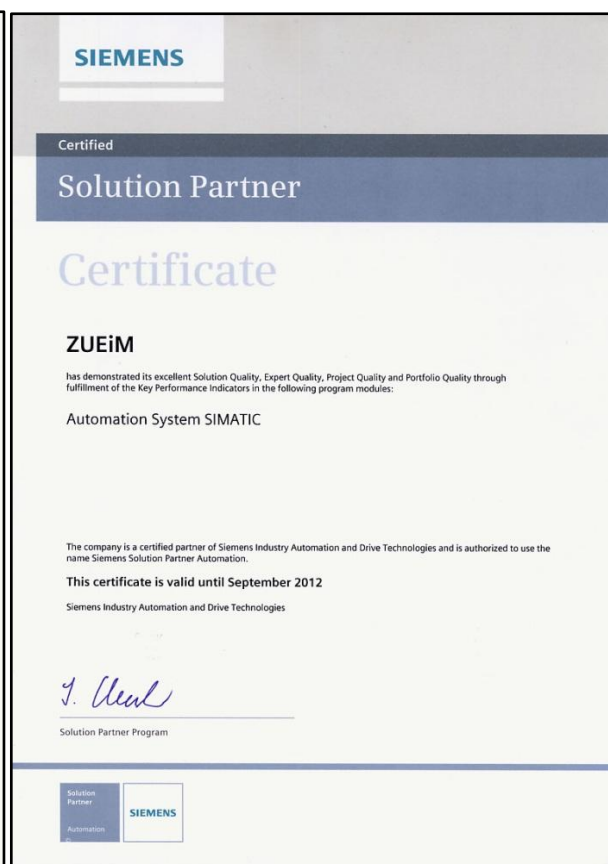 SIEMENS
Certified
Solution Partner
Certificate
ZUEiM
has demonstrated its excellent Solution Quality, Expert Quality, Project Quality and Portfolio Quality through
fulfillment of the Key Performance Indicators in the following program modules:
Automation System SIMATIC
The company is a certified partner of Siemens Industry Automation and Drive Technologies and is authorized to use the
name Siemens Solution Partner Automation.
This certificate is valid until September 2012
Siemens Industry Automation and Drive Technologies
Solution Partner Program
Solution
Partner
Automation
SIEMENS